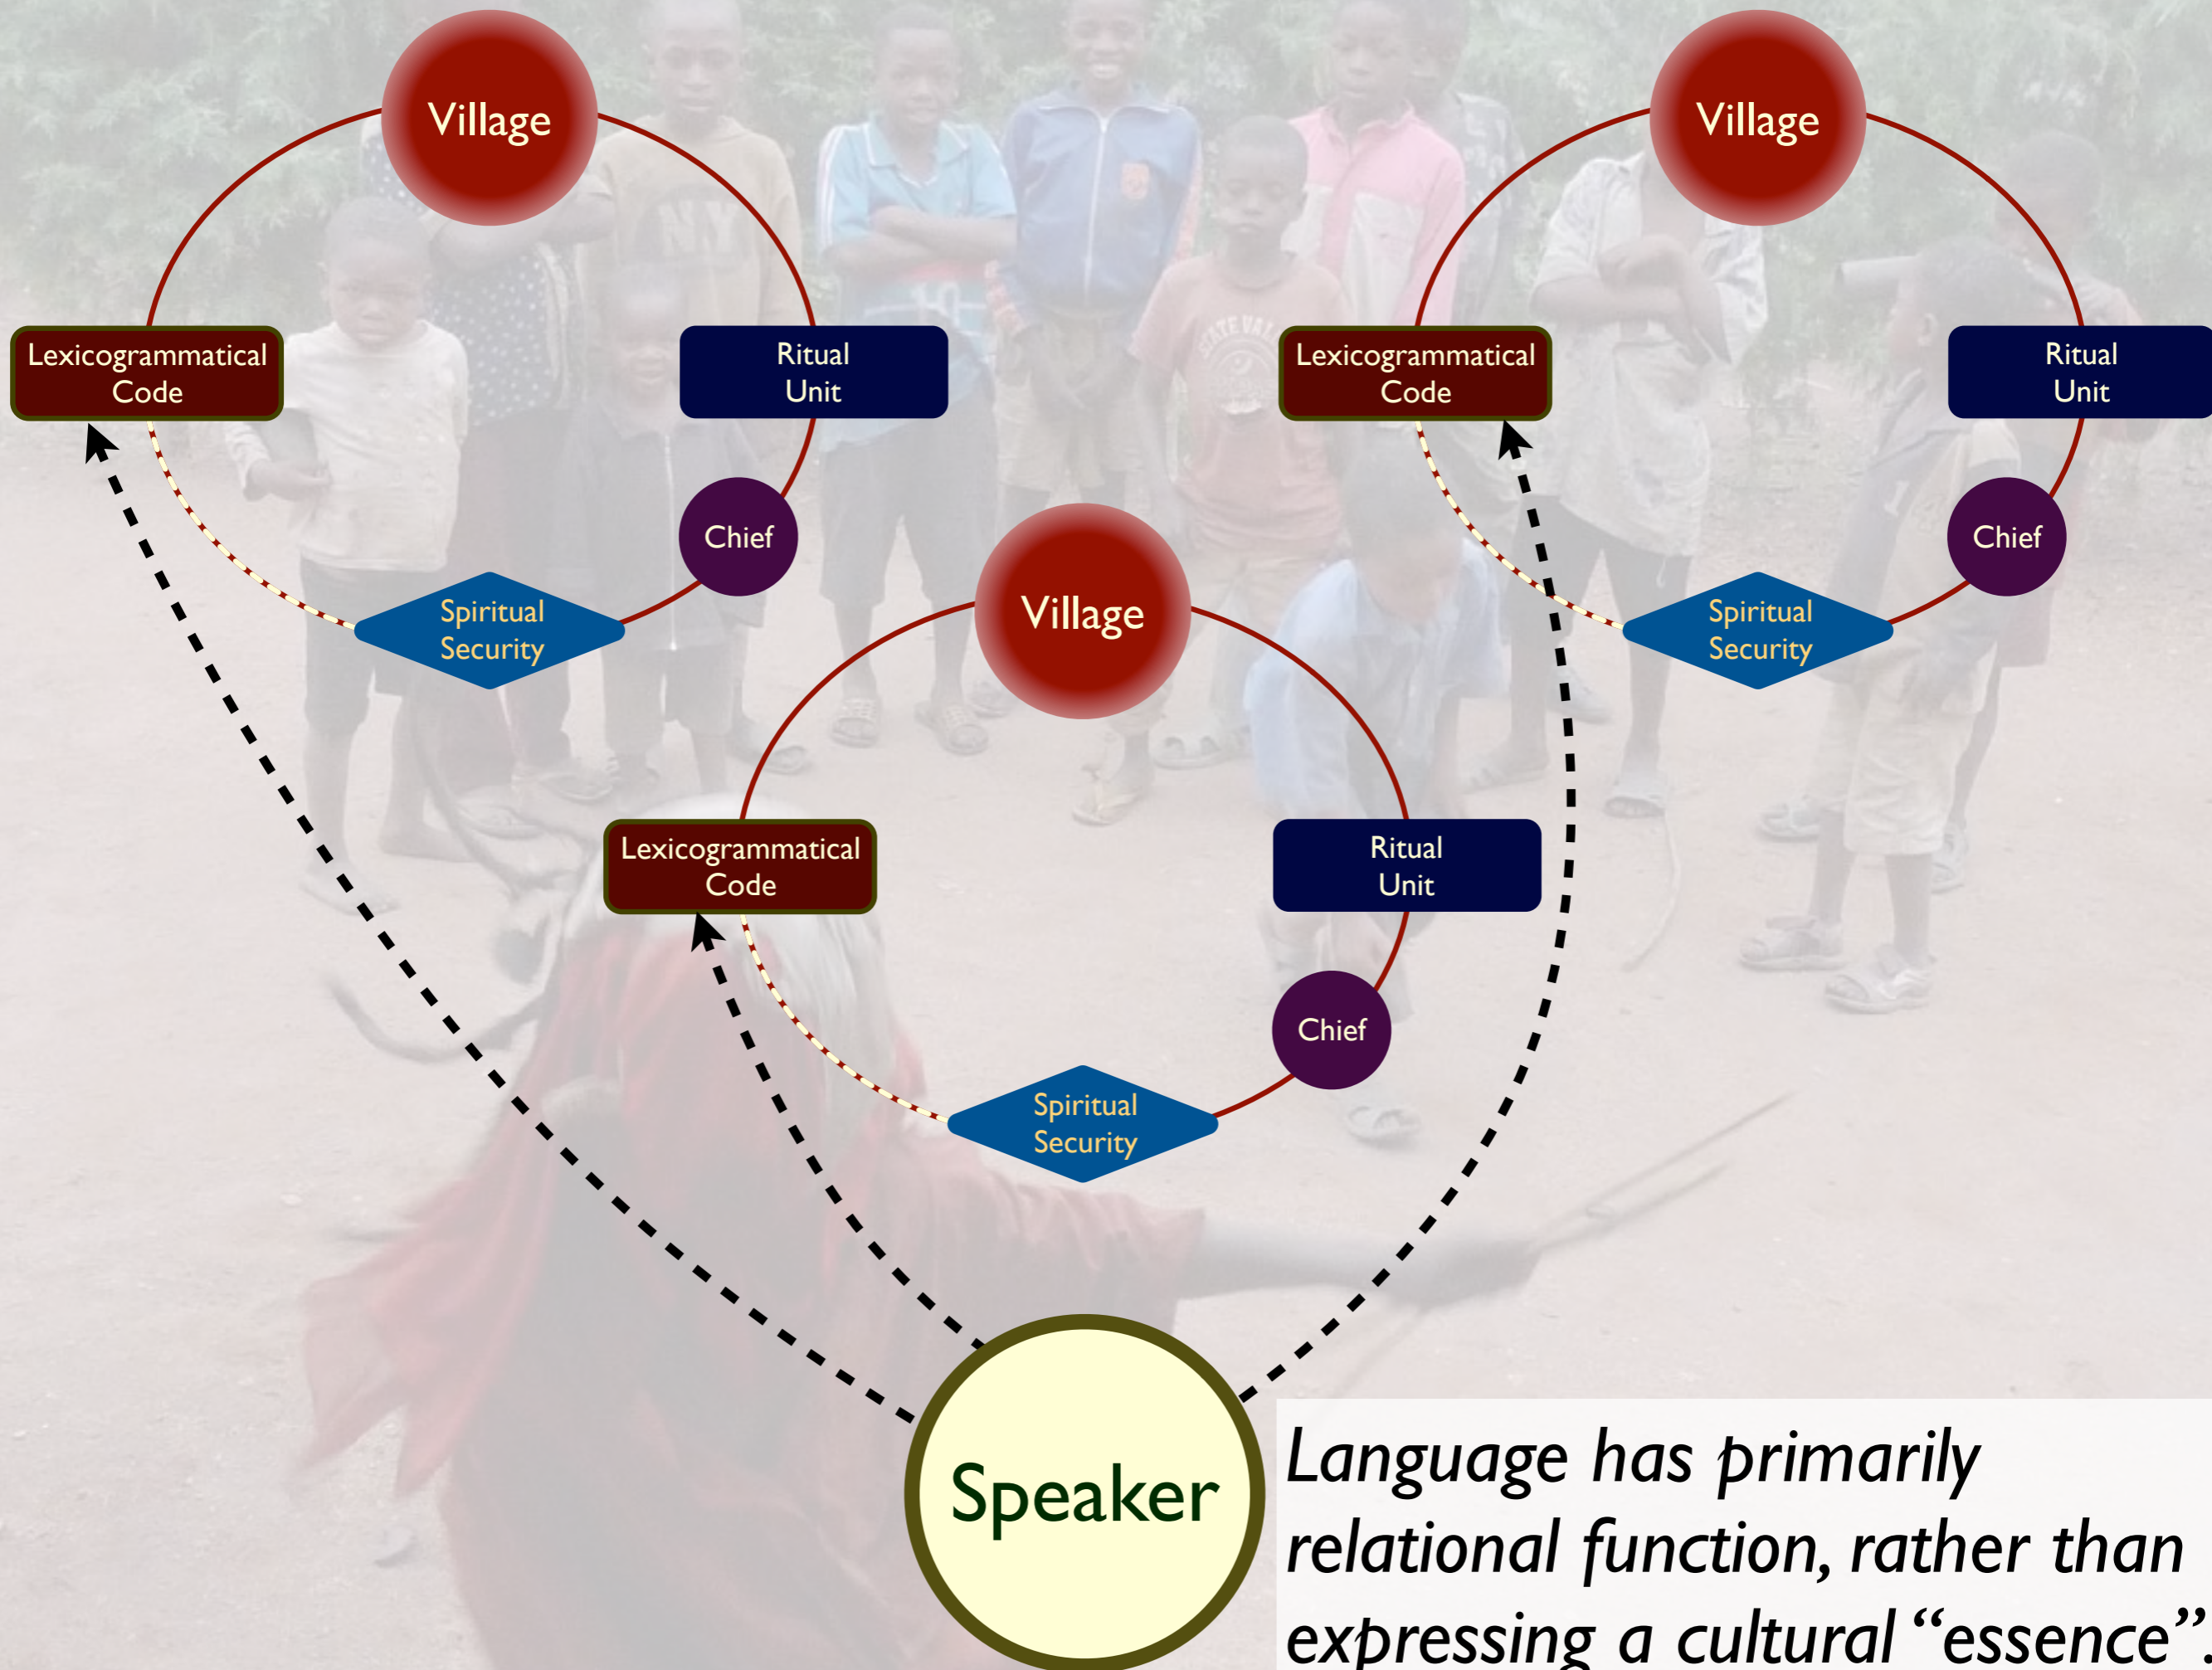 Village
Village
Lexicogrammatical
Code
Ritual
Unit
Lexicogrammatical
Code
Ritual
Unit
Chief
Chief
Spiritual
Security
Spiritual
Security
Village
Lexicogrammatical
Code
Ritual
Unit
Chief
Spiritual
Security
Speaker
Language has primarily
relational function, rather than
expressing a cultural “essence”.